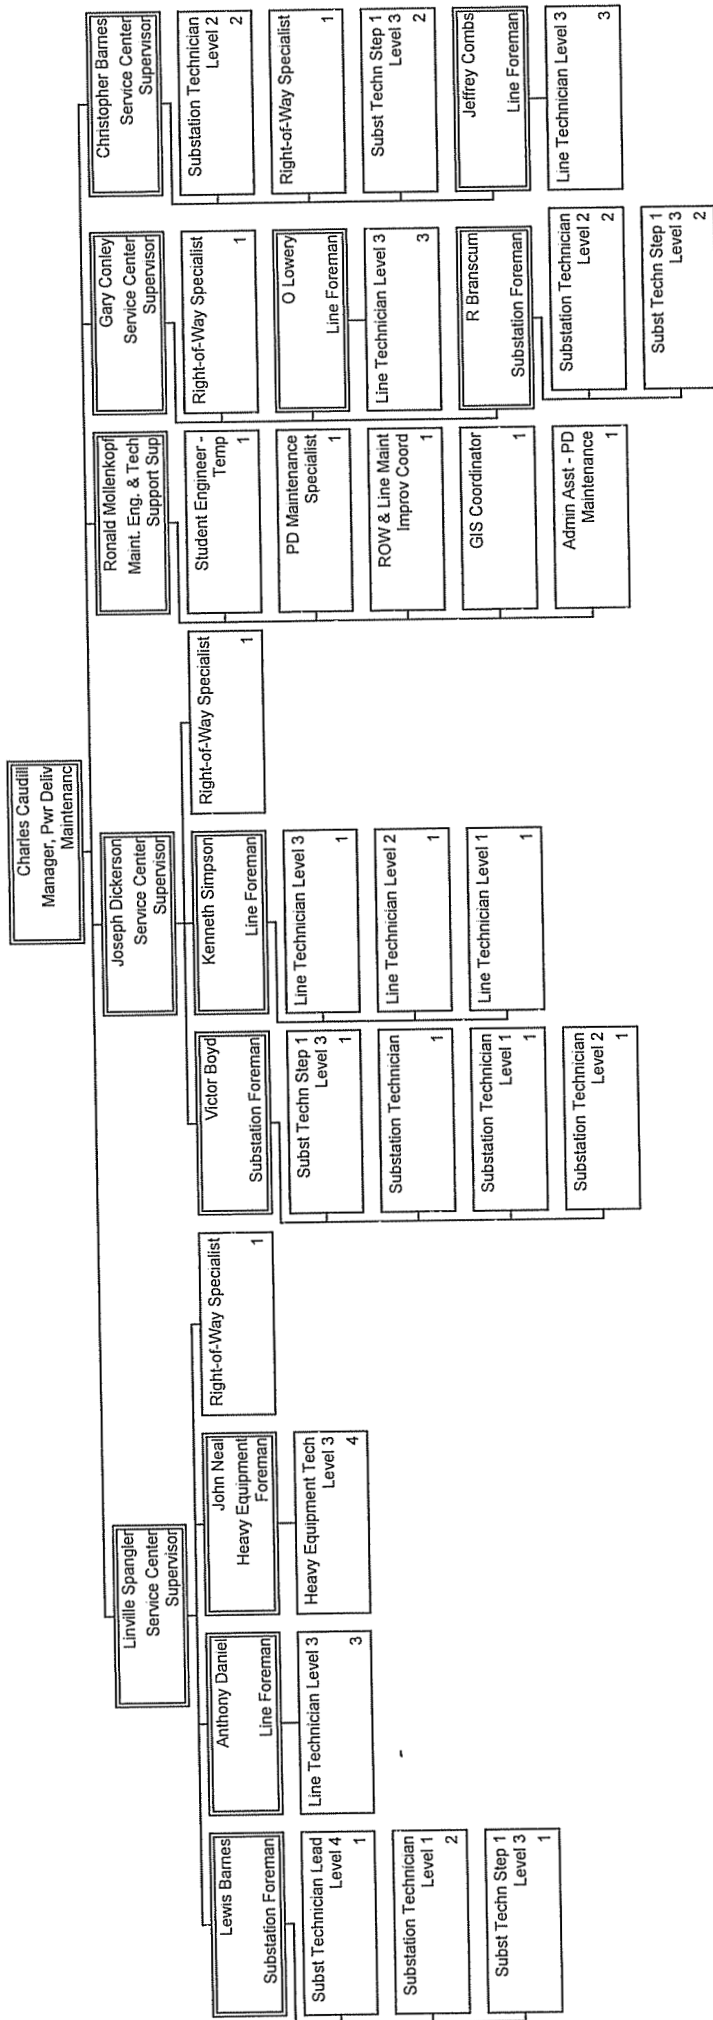 Charles Caudill
Manager, Pwr Deliv
Maintenanc
Linville Spangler
Service Center
Supervisor
Lewis Barnes
Substation Foreman
Subst Technician Lead
Level 4
1
Substation Technician
Level 1
2
Subst Techn Step 1
Level 3
1
Anthony Daniel
Line Foreman
Line Technician Level 3
3
John Neal
Heavy Equipment
Foreman
Heavy Equipment Tech
Level 3
4
Right-of-Way Specialist
1
Joseph Dickerson
Service Center
Supervisor
Victor Boyd
Substation Foreman
Subst Techn Step 1
Level 3
1
Substation Technician
1
Substation Technician
Level 1
1
Substation Technician
Level 2
1
Kenneth Simpson
Line Foreman
Line Technician Level 3
1
Line Technician Level 2
1
Line Technician Level 1
1
Right-of-Way Specialist
1
Ronald Mollenkopf
Maint. Eng. & Tech
Support Sup
Student Engineer -
Temp
1
PD Maintenance
Specialist
1
ROW & Line Maint
Improv Coord
1
GIS Coordinator
1
Admin Asst - PD
Maintenance
1
Gary Conley
Service Center
Supervisor
Right-of-Way Specialist
1
O Lowery
Line Foreman
Line Technician Level 3
3
R Branscum
Substation Foreman
Substation Technician
Level 2
2
Subst Techn Step 1
Level 3
2
Christopher Barnes
Service Center
Supervisor
Substation Technician
Level 2
2
Right-of-Way Specialist
1
Subst Techn Step 1
Level 3
2
Jeffrey Combs
Line Foreman
Line Technician Level 3
3